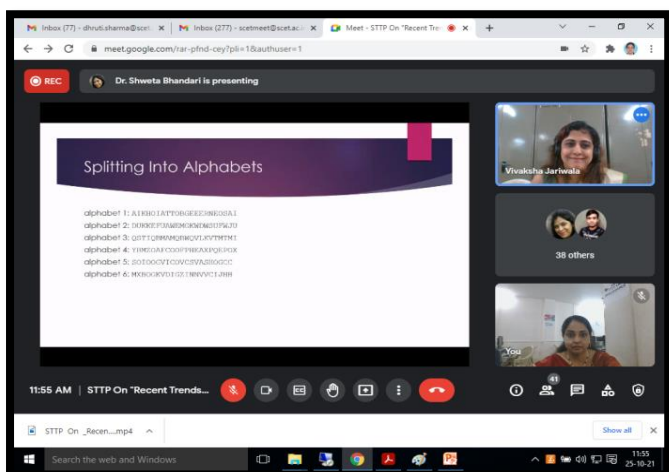 Inbox (77) - dhruti.sharma@scet. Inbox (277) - scetmeet@scet.ac. Meet - STTP On "Recent Tre
meet.google.com/rar-pfnd-cey?pli=1&authuser=1
REC Dr. Shweta Bhandari is presenting
Splitting Into Alphabets
alphabet 1:
alphabet 2:
alphabet 3:
alphabet 4:
alphabet 5:
alphabet 6:
Vivaksha Jariwala
38 others
You
11:55 AM | STTP On "Recent Trends... 41
STTP On _Recen....mp4 Show all
Search the web and Windows 11:55
25-10-21